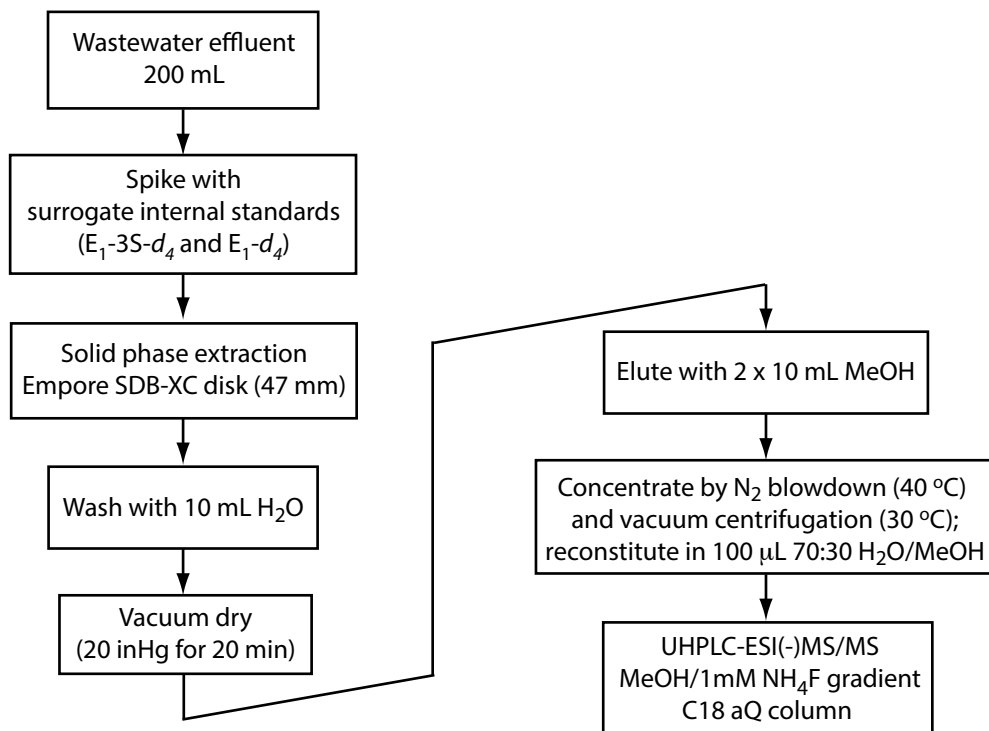 Wastewater effluent
200 mL
Spike with
surrogate internal standards
(E₁-3S-d₄ and E₁-d₄)
Solid phase extraction
Empore SDB-XC disk (47 mm)
Wash with 10 mL H₂O
Vacuum dry
(20 inHg for 20 min)
Elute with 2 x 10 mL MeOH
Concentrate by N₂ blowdown (40 ºC)
and vacuum centrifugation (30 ºC);
reconstitute in 100 μL 70:30 H₂O/MeOH
UHPLC-ESI(-)MS/MS
MeOH/1mM NH₄F gradient
C18 aQ column